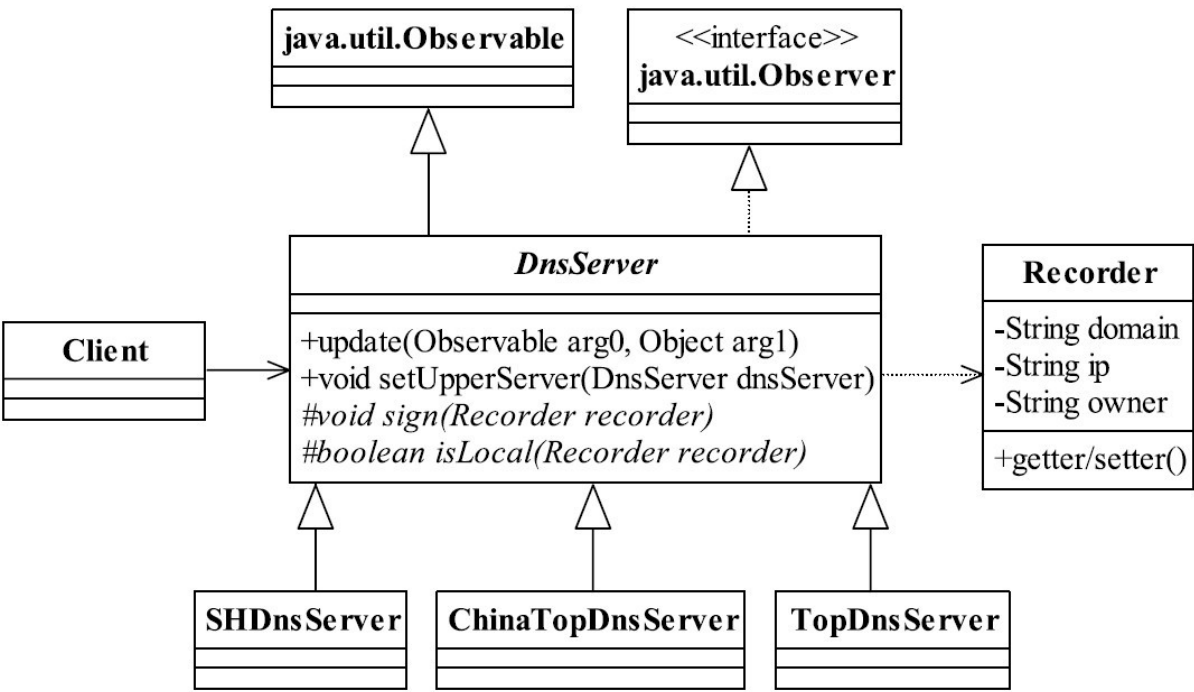 java.util.Observable
<<interface>>
java.util.Observer
DnsServer
+update(Observable arg0, Object arg1)
+void setUpperServer(DnsServer dnsServer)
#void sign(Recorder recorder)
#boolean isLocal(Recorder recorder)
Client
Recorder
-String domain
-String ip
-String owner
+getter/setter()
SHDnsServer
ChinaTopDnsServer
TopDnsServer